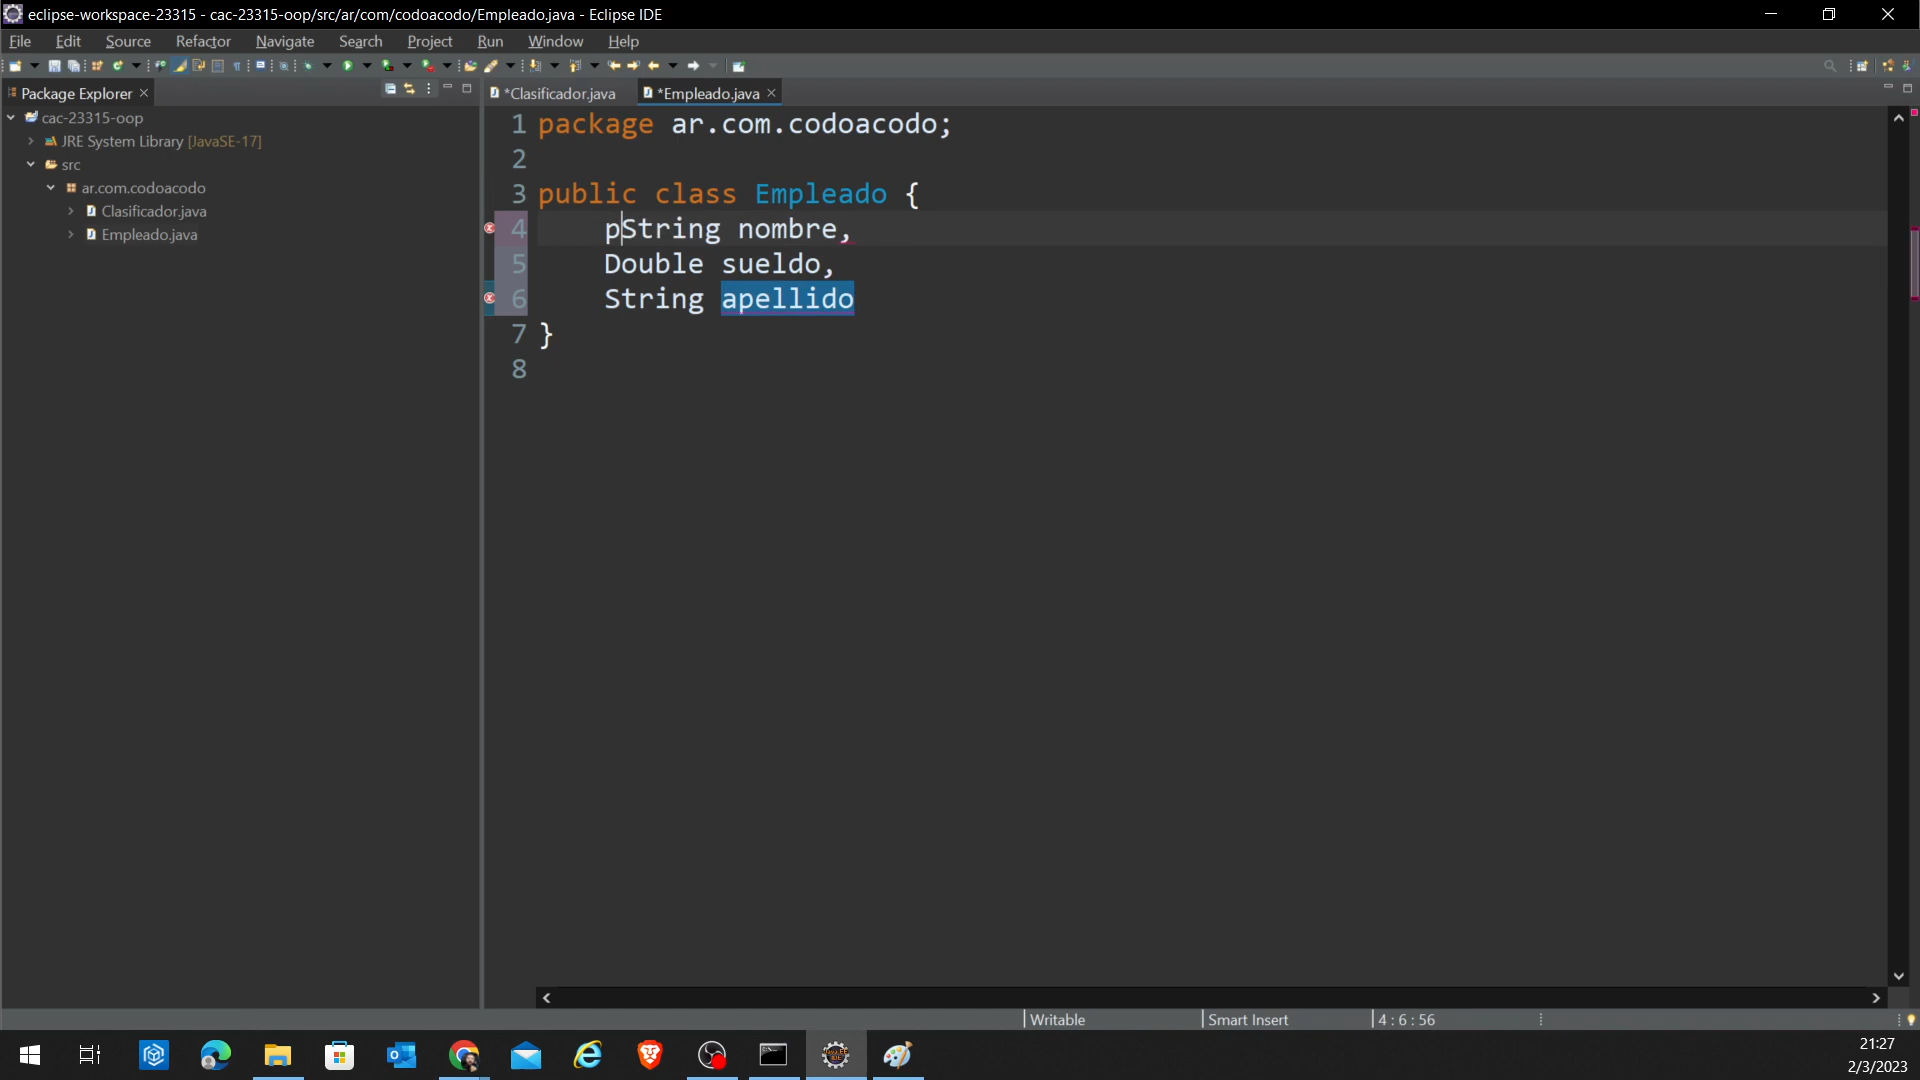 eclipse-workspace-23315 - cac-23315-oop/src/ar/com/codoacodo/Empleado.java - Eclipse IDE
File Edit Source Refactor Navigate Search Project Run Window Help
Package Explorer
*Clasificador.java
*Empleado.java
cac-23315-oop
JRE System Library [JavaSE-17]
src
ar.com.codoacodo
Clasificador.java
Empleado.java
1 package ar.com.codoacodo;
2
3 public class Empleado {
4 pString nombre,
5 Double sueldo,
6 String apellido
7 }
8
Writable
Smart Insert
4 : 6 : 56
21:27
2/3/2023